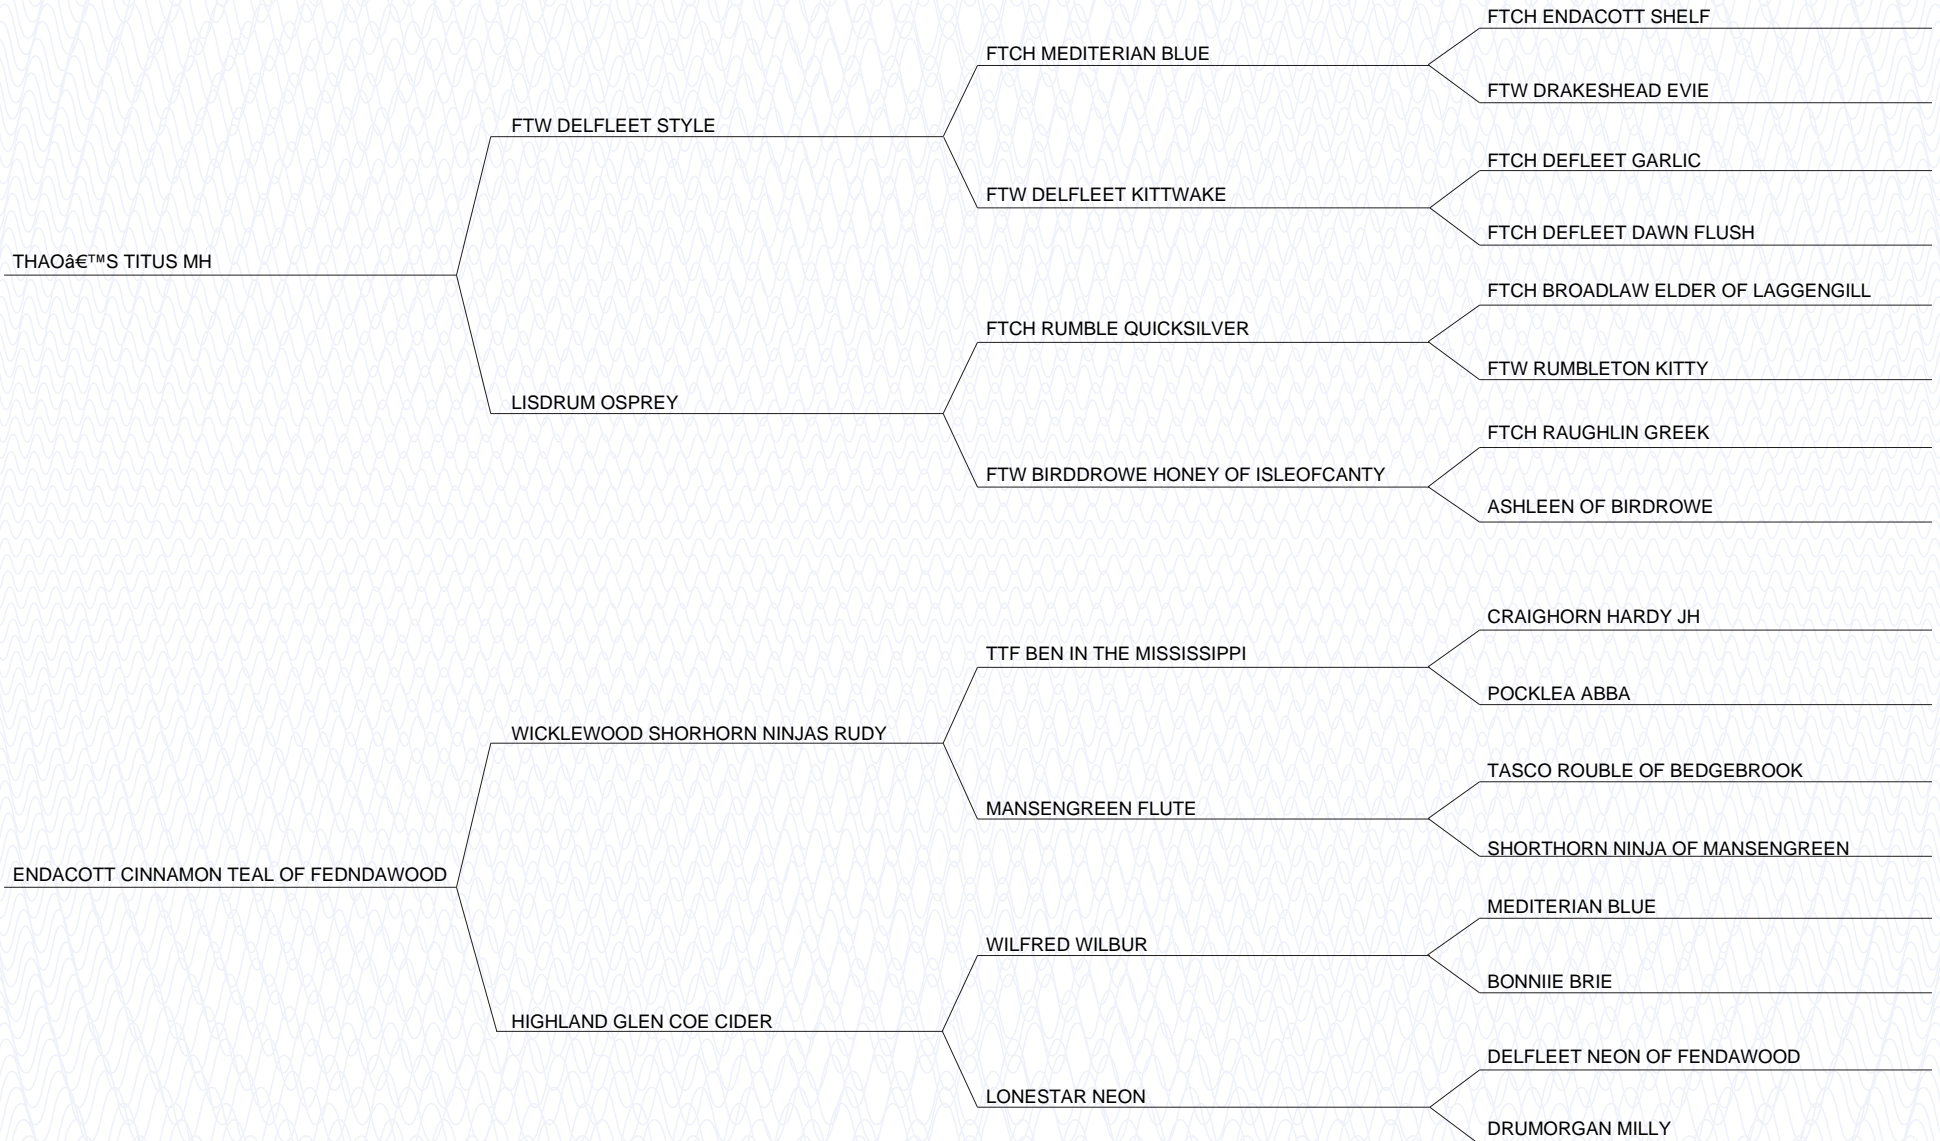 FTCH ENDACOTT SHELF
FTCH MEDITERIAN BLUE
FTW DRAKESHEAD EVIE
FTW DELFLEET STYLE
FTCH DEFLEET GARLIC
FTW DELFLEET KITTWAKE
FTCH DEFLEET DAWN FLUSH
THAOâ€™S TITUS MH
FTCH BROADLAW ELDER OF LAGGENGILL
FTCH RUMBLE QUICKSILVER
FTW RUMBLETON KITTY
LISDRUM OSPREY
FTCH RAUGHLIN GREEK
FTW BIRDDROWE HONEY OF ISLEOFCANTY
ASHLEEN OF BIRDROWE
CRAIGHORN HARDY JH
TTF BEN IN THE MISSISSIPPI
POCKLEA ABBA
WICKLEWOOD SHORHORN NINJAS RUDY
TASCO ROUBLE OF BEDGEBROOK
MANSENGREEN FLUTE
SHORTHORN NINJA OF MANSENGREEN
ENDACOTT CINNAMON TEAL OF FEDNDAWOOD
MEDITERIAN BLUE
WILFRED WILBUR
BONNIIE BRIE
HIGHLAND GLEN COE CIDER
DELFLEET NEON OF FENDAWOOD
LONESTAR NEON
DRUMORGAN MILLY